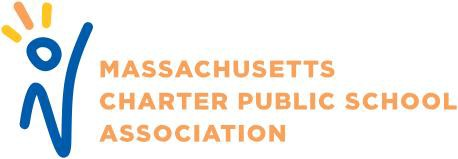 MASSACHUSETTS
CHARTER PUBLIC SCHOOL
ASSOCIATION